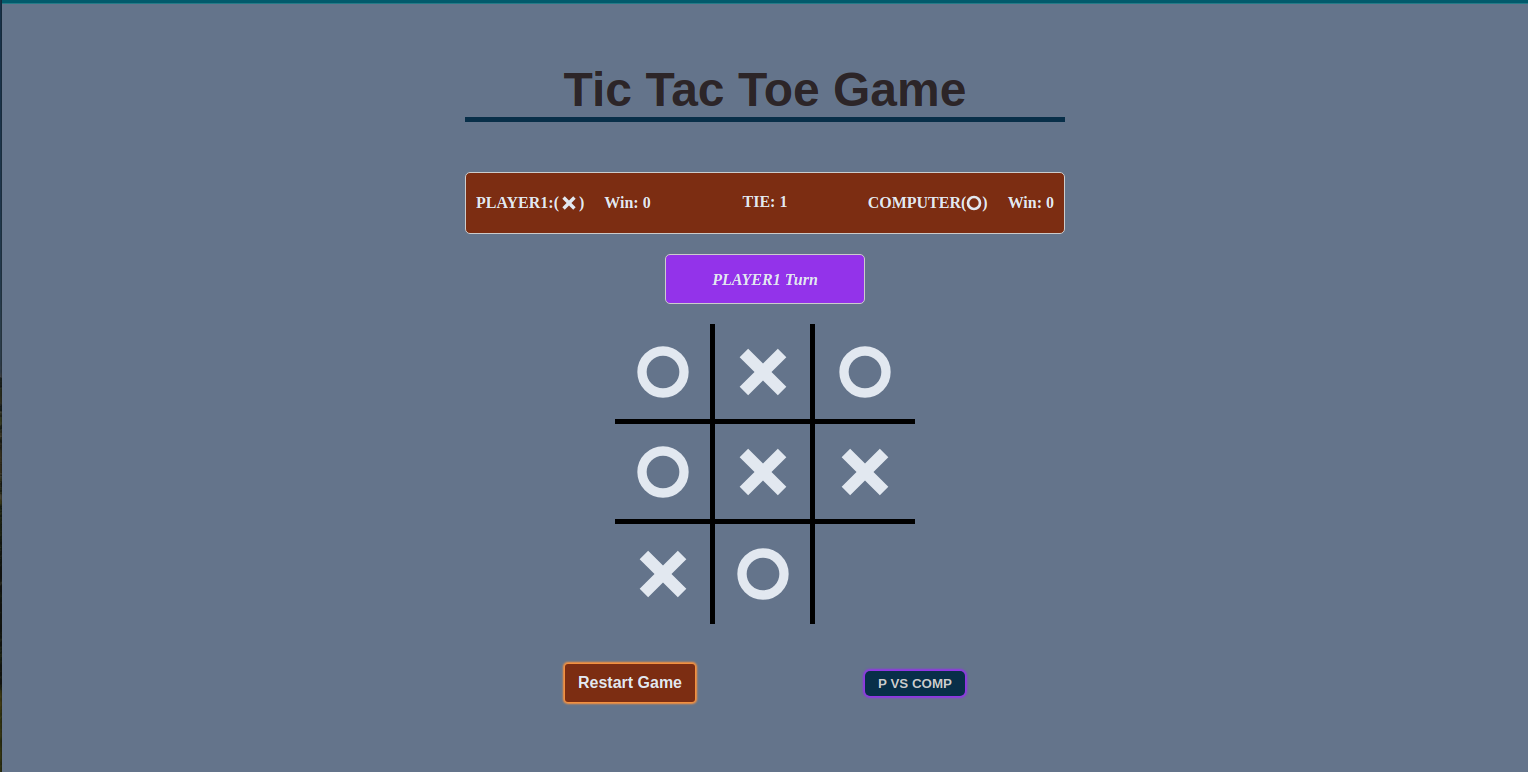 Tic Tac Toe Game
PLAYER1:( ✖ ) Win: 0 TIE: 1 COMPUTER(O) Win: 0
PLAYER1 Turn
O X O
O X X
X O
Restart Game P VS COMP